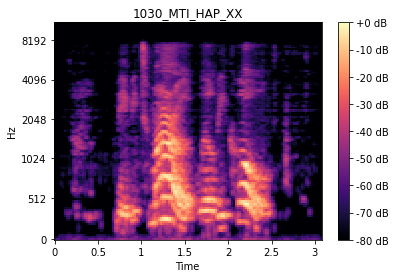 1030_MTI_HAP_XX
+0 dB
8192
-10 dB
4096
-20 dB
-30 dB
2048
Hz
-40 dB
1024
-50 dB
512
-60 dB
-70 dB
0
-80 dB
0 0.5 1 1.5 2 2.5 3
Time